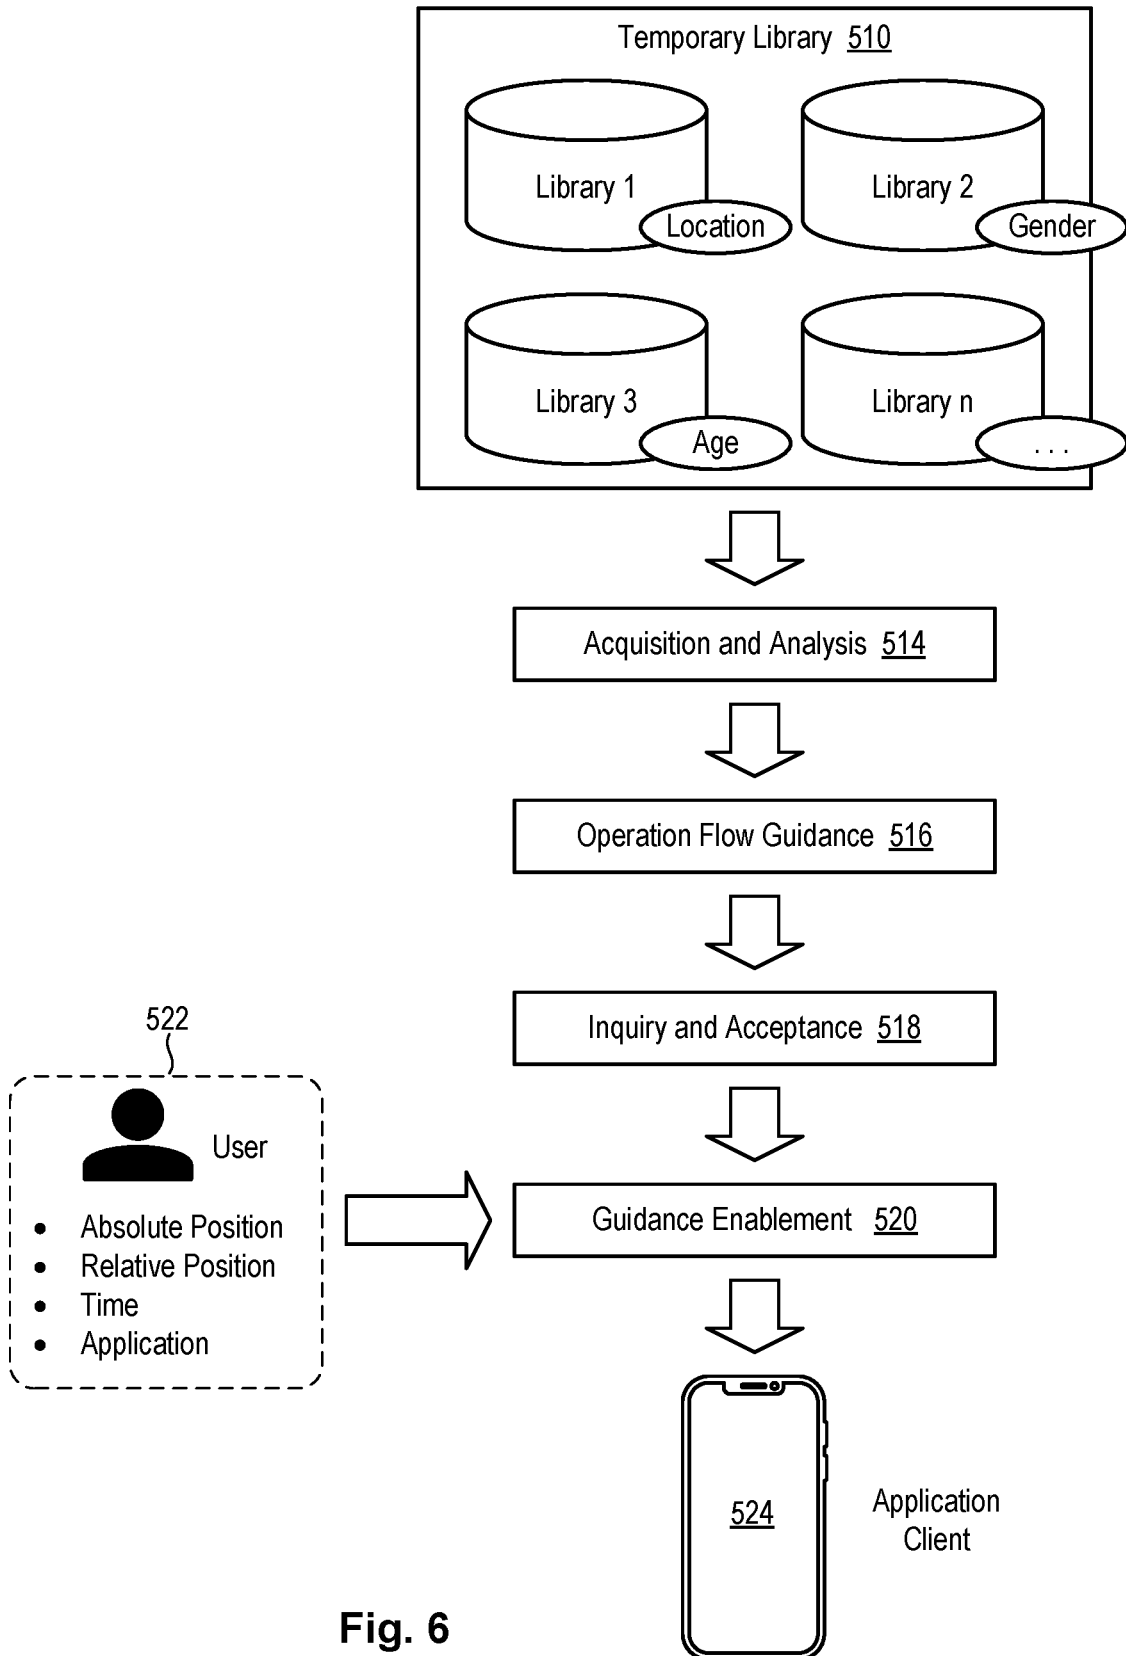 Temporary Library 510
Library 1
Location
Library 2
Gender
Library 3
Age
Library n
. . .
Acquisition and Analysis 514
Operation Flow Guidance 516
Inquiry and Acceptance 518
522
User
• Absolute Position
• Relative Position
• Time
• Application
Guidance Enablement 520
524
Application
Client
Fig. 6